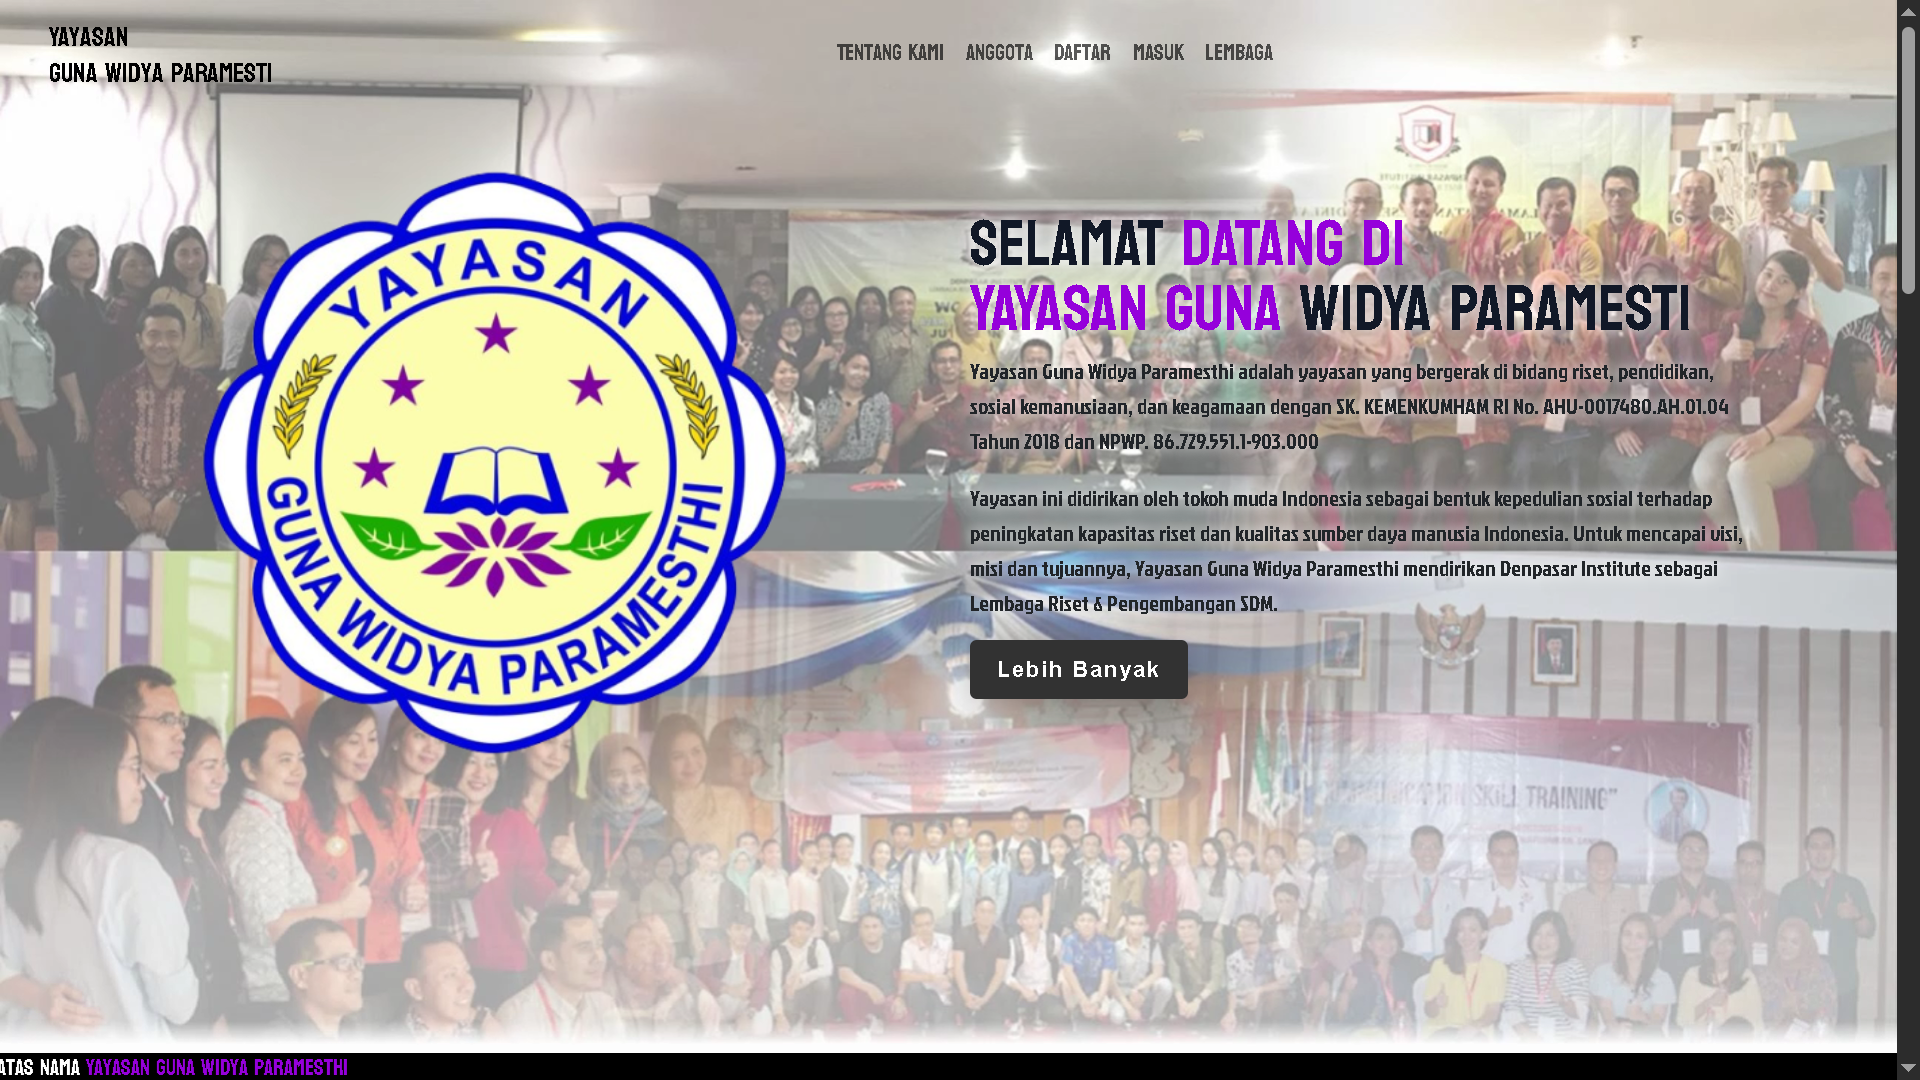 YAYASAN
GUNA WIDYA PARAMESTI
TENTANG KAMI ANGGOTA DAFTAR MASUK LEMBAGA
YAYASAN
GUNA WIDYA PARAMESTHI
SELAMAT DATANG DI
YAYASAN GUNA WIDYA PARAMESTI
Yayasan Guna Widya Paramesthi adalah yayasan yang bergerak di bidang riset, pendidikan,
sosial kemanusiaan, dan keagamaan dengan SK. KEMENKUMHAM RI No. AHU-0017480.AH.01.04
Tahun 2018 dan NPWP. 86.729.551.1-903.000
Yayasan ini didirikan oleh tokoh muda Indonesia sebagai bentuk kepedulian sosial terhadap
peningkatan kapasitas riset dan kualitas sumber daya manusia Indonesia. Untuk mencapai visi,
misi dan tujuannya, Yayasan Guna Widya Paramesthi mendirikan Denpasar Institute sebagai
Lembaga Riset & Pengembangan SDM.
Lebih Banyak
SKILL TRAINING"
ATAS NAMA YAYASAN GUNA WIDYA PARAMESTHI